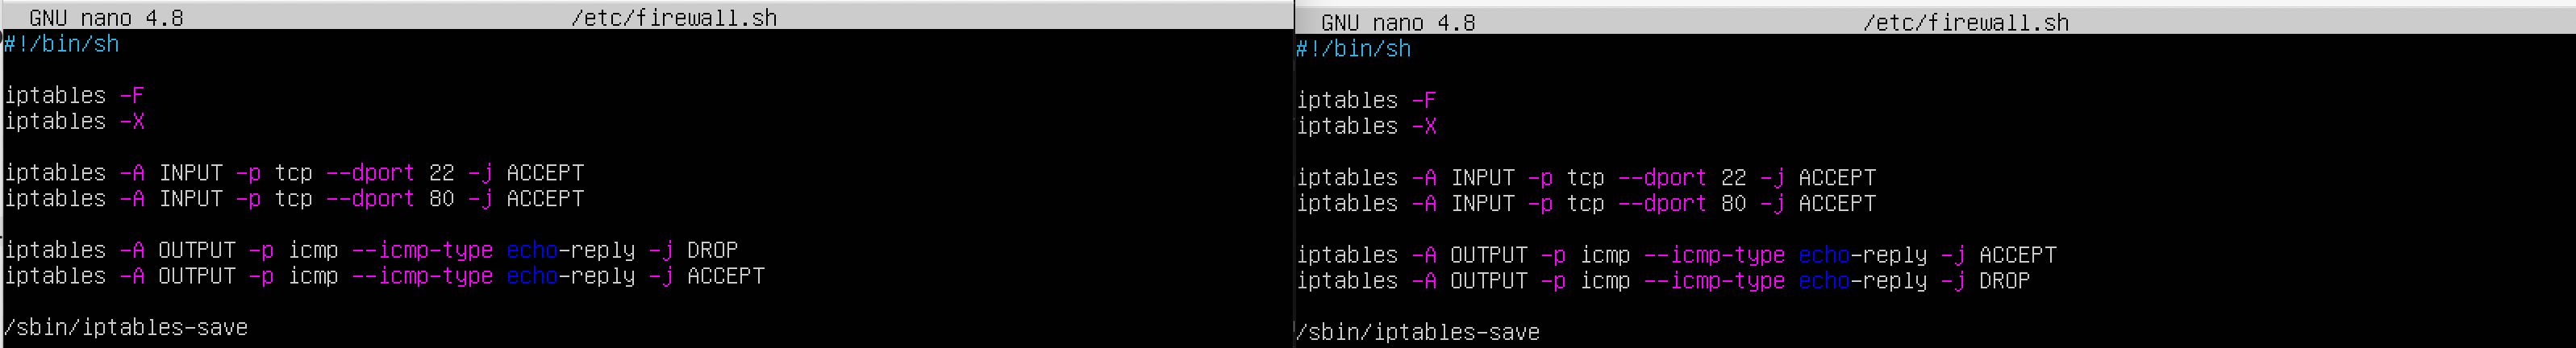 GNU nano 4.8 /etc/firewall.sh
#!/bin/sh
iptables -F
iptables -X
iptables -A INPUT -p tcp --dport 22 -j ACCEPT
iptables -A INPUT -p tcp --dport 80 -j ACCEPT
iptables -A OUTPUT -p icmp --icmp-type echo-reply -j DROP
iptables -A OUTPUT -p icmp --icmp-type echo-reply -j ACCEPT
/sbin/iptables-save
GNU nano 4.8 /etc/firewall.sh
#!/bin/sh
iptables -F
iptables -X
iptables -A INPUT -p tcp --dport 22 -j ACCEPT
iptables -A INPUT -p tcp --dport 80 -j ACCEPT
iptables -A OUTPUT -p icmp --icmp-type echo-reply -j ACCEPT
iptables -A OUTPUT -p icmp --icmp-type echo-reply -j DROP
/sbin/iptables-save